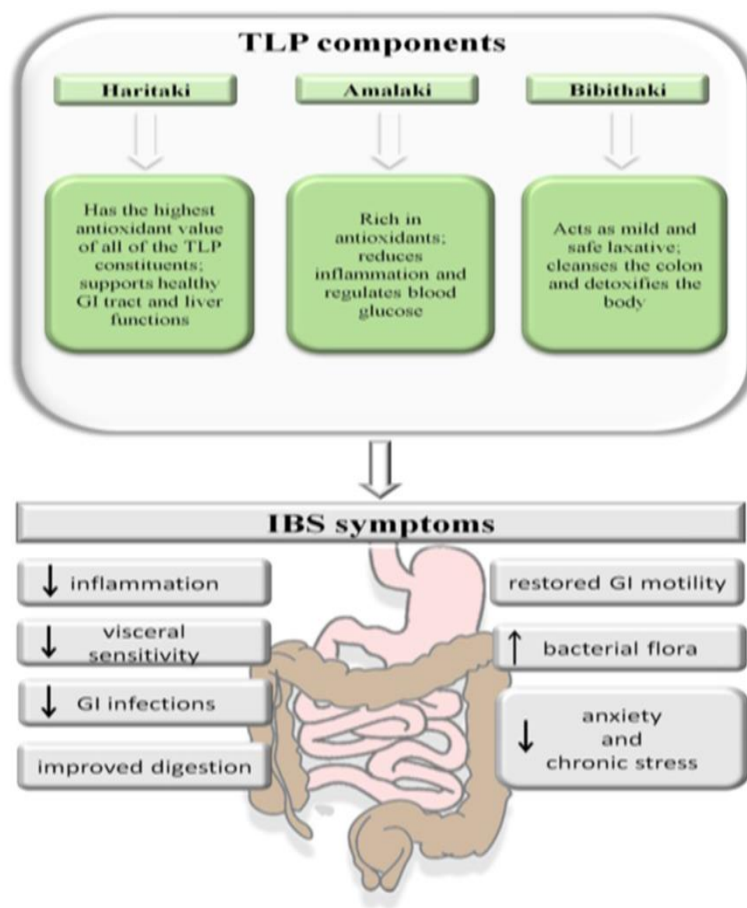 TLP components
Haritaki
Amalaki
Bibithaki
Has the highest
antioxidant value
of all of the TLP
constituents;
supports healthy
GI tract and liver
functions
Rich in
antioxidants;
reduces
inflammation and
regulates blood
glucose
Acts as mild and
safe laxative;
cleanses the colon
and detoxifies the
body
IBS symptoms
↓ inflammation
↓ visceral
sensitivity
↓ GI infections
improved digestion
restored GI motility
↑ bacterial flora
↓ anxiety
and
chronic stress